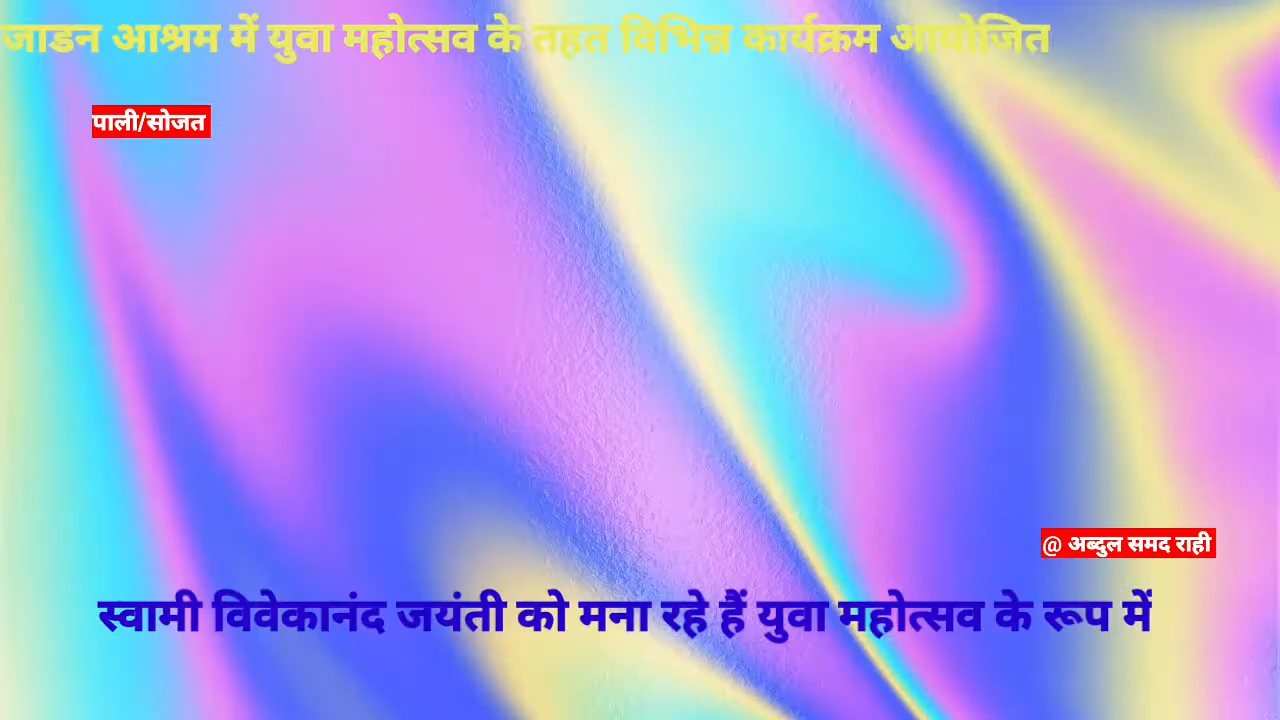 जाडन आश्रम में युवा महोत्सव के तहत विभिन्न कार्यक्रम आयोजित
पाली/सोजत
@ अब्दुल समद राही
स्वामी विवेकानंद जयंती को मना रहे हैं युवा महोत्सव के रूप में